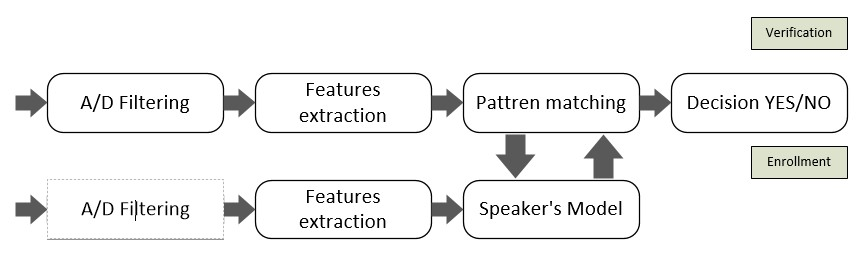 Verification
A/D Filtering
Features
extraction
Pattren matching
Decision YES/NO
Enrollment
A/D Filtering
Features
extraction
Speaker's Model